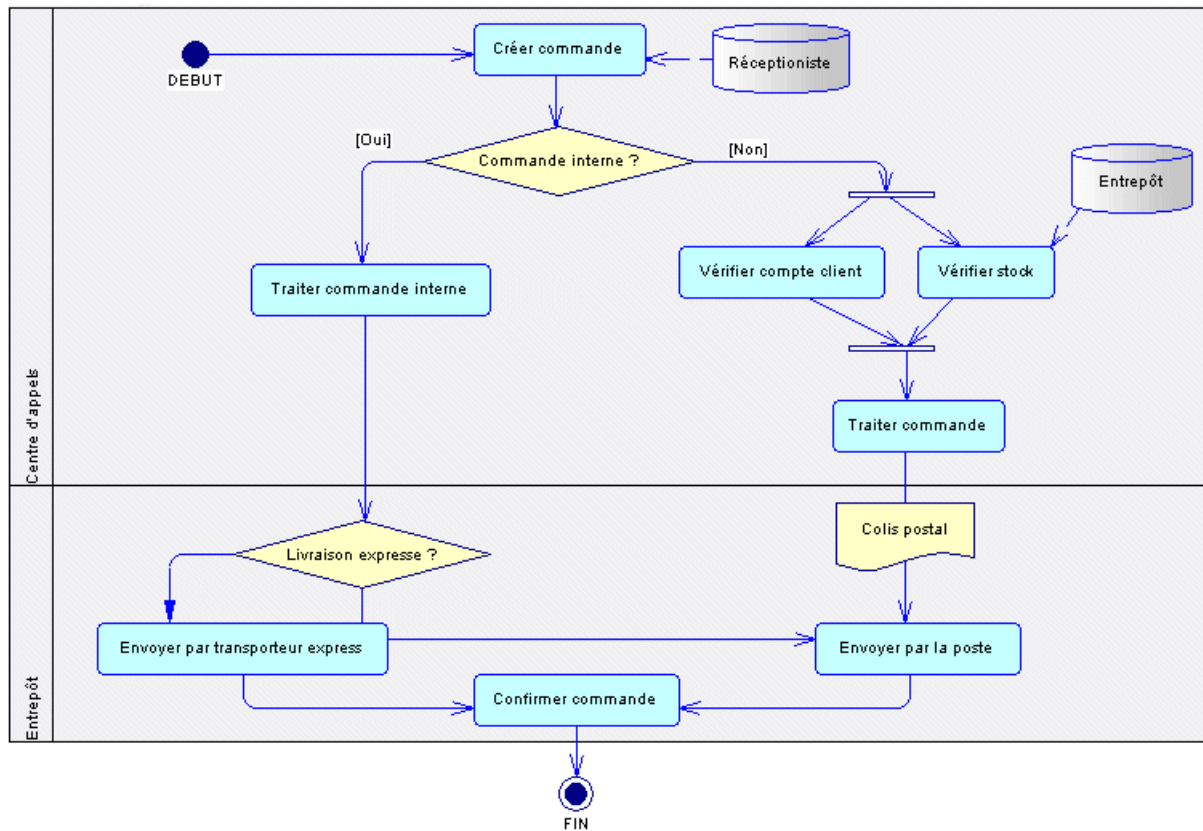 Créer commande
Réceptioniste
DEBUT
[Oui]
Commande interne ?
[Non]
Entrepôt
Traiter commande interne
Vérifier compte client
Vérifier stock
Traiter commande
Centre d'appels
Colis postal
Livraison expresse ?
Envoyer par transporteur express
Envoyer par la poste
Confirmer commande
Entrepôt
FIN